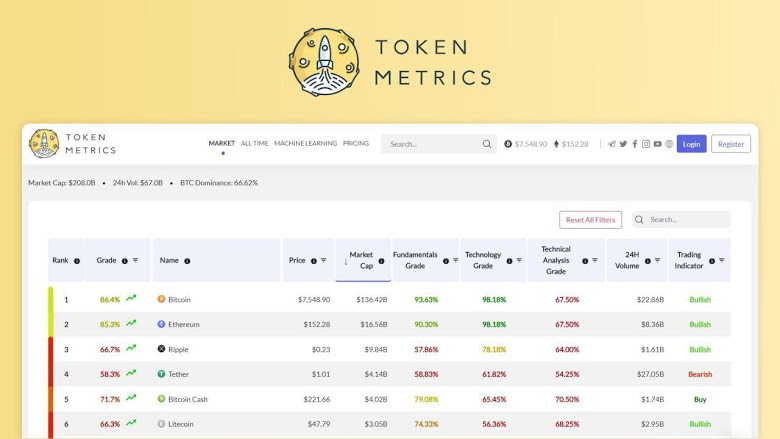 TOKEN
METRICS
TOKEN
METRICS
MARKET ALL TIME MACHINE LEARNING PRICING Search... $7,548.90 $152.28 Login Register
Market Cap: $208.0B • 24h Vol: $67.0B • BTC Dominance: 66.62%
Reset All Filters Search...
Rank Grade Name Price Market Cap Fundamentals Grade Technology Grade Technical Analysis Grade 24H Volume Trading Indicator
1 86.4% Bitcoin $7,548.90 $136.42B 93.63% 98.18% 67.50% $22.86B Bullish
2 85.3% Ethereum $152.28 $16.56B 90.30% 98.18% 67.50% $8.36B Bullish
3 66.7% Ripple $0.23 $9.84B 57.86% 78.18% 64.00% $1.61B Bullish
4 58.3% Tether $1.01 $4.14B 58.83% 61.82% 54.25% $27.05B Bearish
5 71.7% Bitcoin Cash $221.66 $4.02B 79.08% 65.45% 70.50% $1.74B Buy
6 66.3% Litecoin $47.79 $3.05B 74.33% 56.36% 68.25% $2.95B Bullish